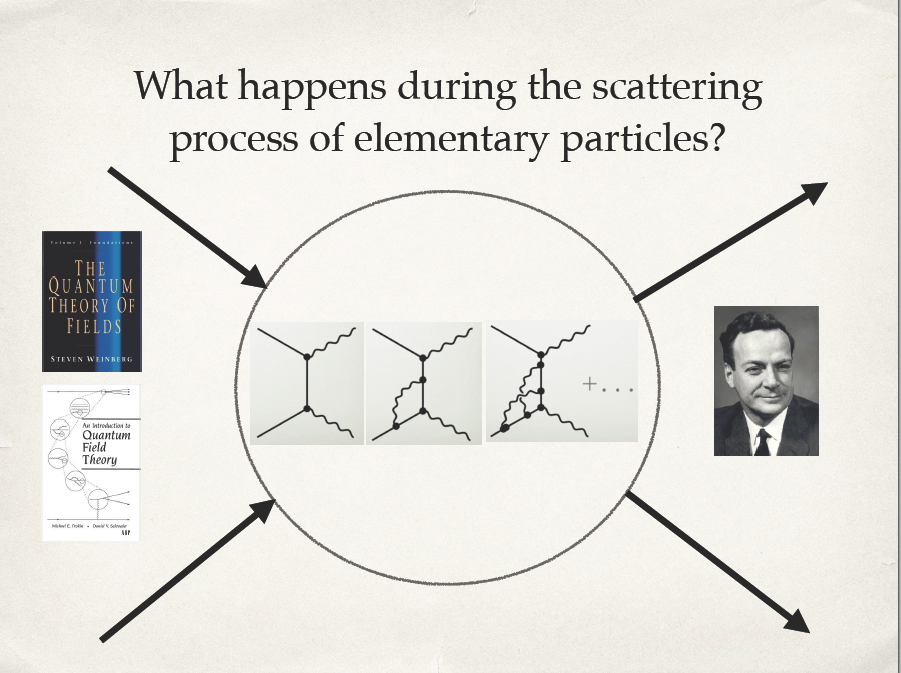 What happens during the scattering
process of elementary particles?
Volume I Foundations
THE
QUANTUM
THEORY OF
FIELDS
STEVEN WEINBERG
An Introduction to
Quantum
Field
Theory
Michael E. Peskin • Daniel V. Schroeder
+...